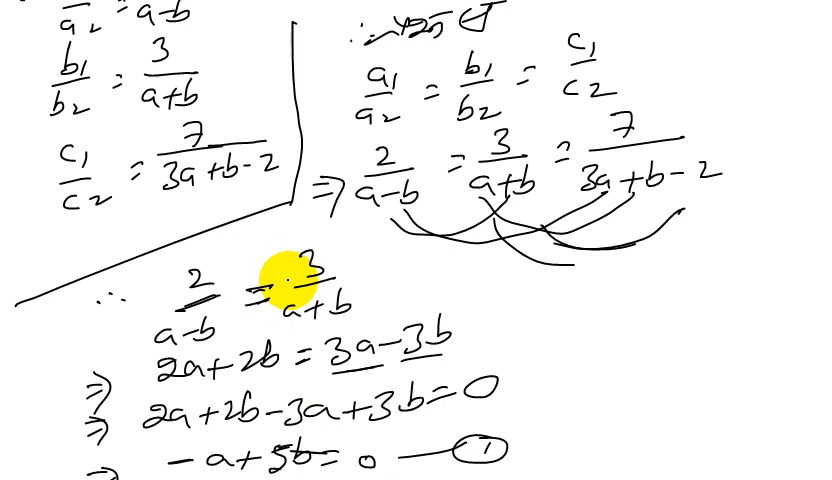 a2 = a-b
b1/b2 = 3/(a+b)
c1/c2 = 7/(3a+b-2)
a1/a2 = b1/b2 = c1/c2
⇒ 2/(a-b) = 3/(a+b) = 7/(3a+b-2)
∴ 2/(a-b) = 3/(a+b)
⇒ 2a+2b = 3a-3b
⇒ 2a+2b-3a+3b=0
⇒ -a+5b=0 — 1